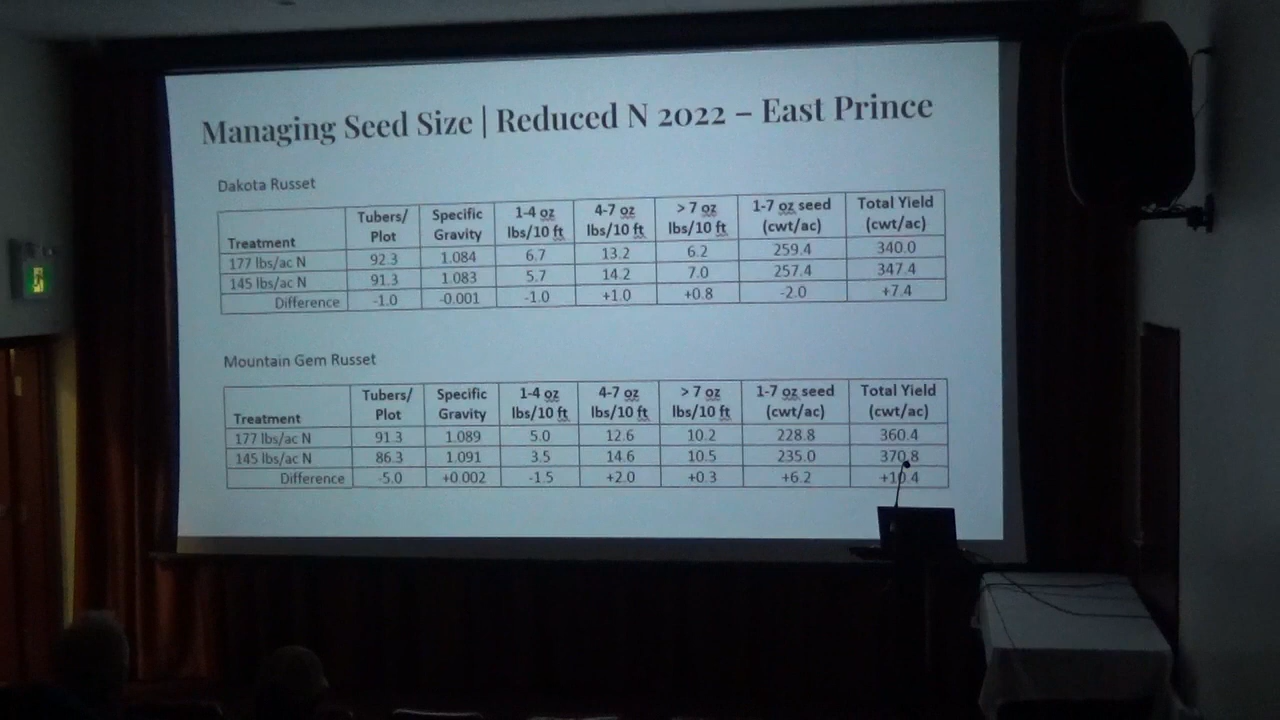 Managing Seed Size | Reduced N 2022 – East Prince
Dakota Russet
Treatment Tubers/ Plot Specific Gravity 1-4 oz lbs/10 ft 4-7 oz lbs/10 ft > 7 oz lbs/10 ft 1-7 oz seed (cwt/ac) Total Yield (cwt/ac)
177 lbs/ac N 92.3 1.084 6.7 13.2 6.2 259.4 340.0
145 lbs/ac N 91.3 1.083 5.7 14.2 7.0 257.4 347.4
Difference -1.0 -0.001 -1.0 +1.0 +0.8 -2.0 +7.4
Mountain Gem Russet
Treatment Tubers/ Plot Specific Gravity 1-4 oz lbs/10 ft 4-7 oz lbs/10 ft > 7 oz lbs/10 ft 1-7 oz seed (cwt/ac) Total Yield (cwt/ac)
177 lbs/ac N 91.3 1.089 5.0 12.6 10.2 228.8 360.4
145 lbs/ac N 86.3 1.091 3.5 14.6 10.5 235.0 370.8
Difference -5.0 +0.002 -1.5 +2.0 +0.3 +6.2 +10.4